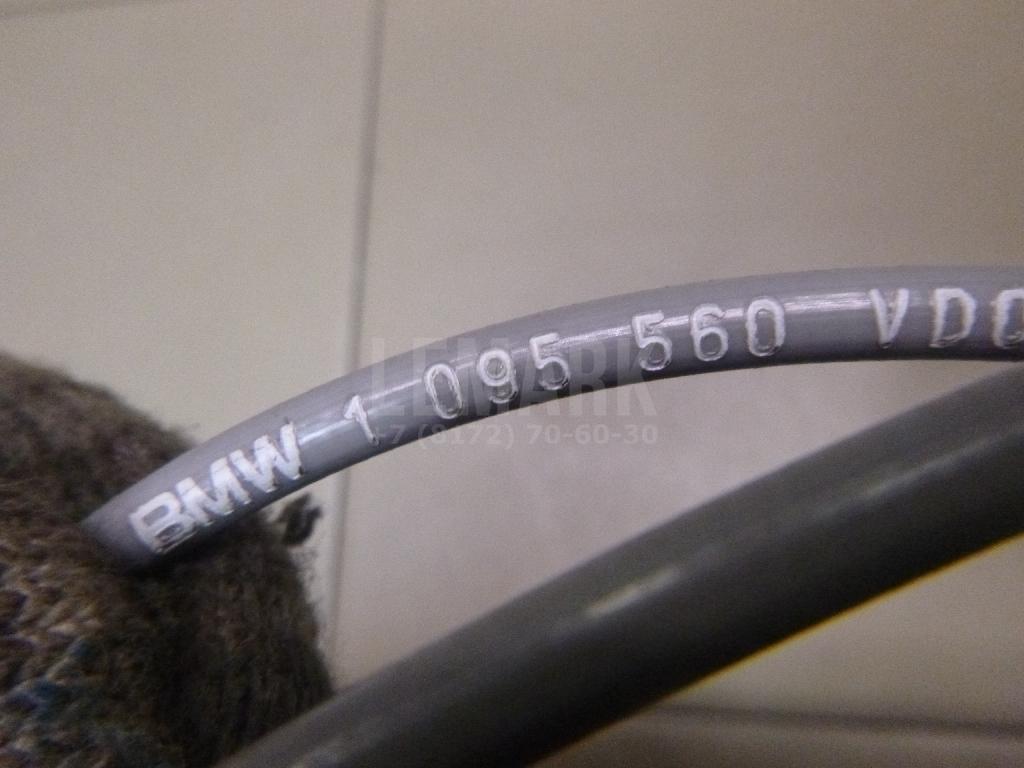 BMW 1 095 560 VDO
LEMARK
+7 (8172) 70-60-30